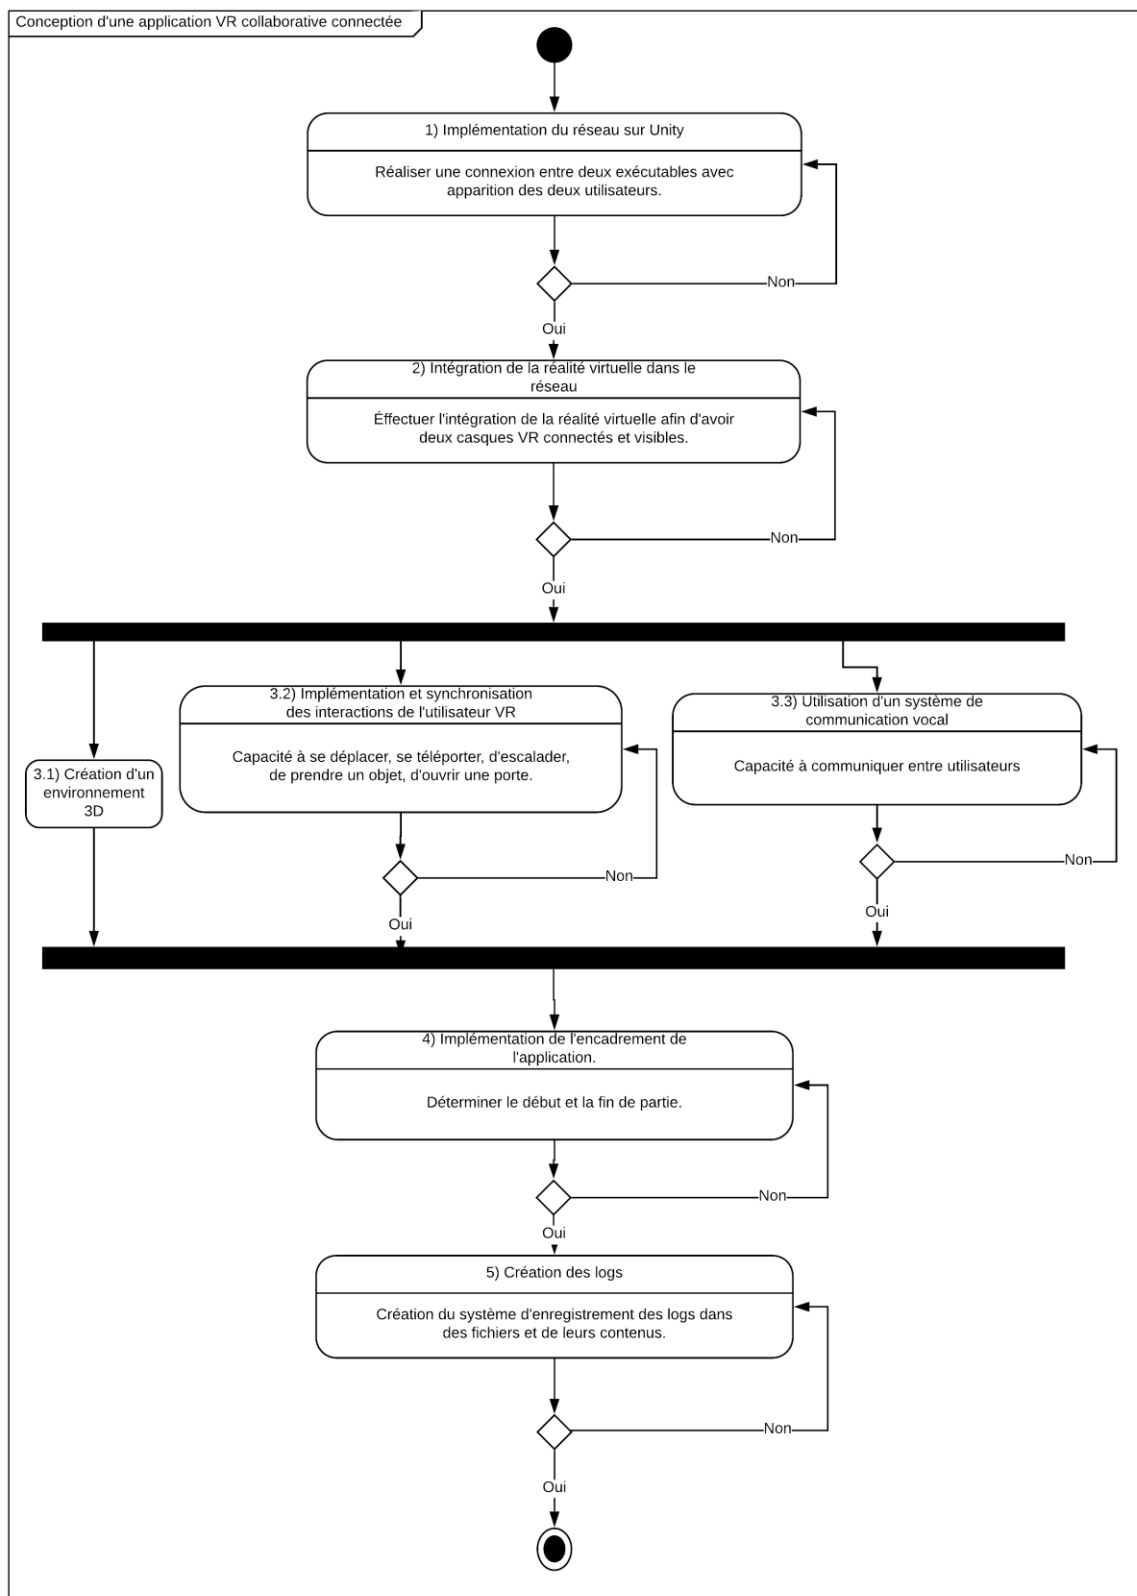 Conception d'une application VR collaborative connectée
1) Implémentation du réseau sur Unity
Réaliser une connexion entre deux exécutables avec
apparition des deux utilisateurs.
Non
Oui
2) Intégration de la réalité virtuelle dans le
réseau
Éffectuer l'intégration de la réalité virtuelle afin d'avoir
deux casques VR connectés et visibles.
Non
Oui
3.1) Création d'un
environnement
3D
3.2) Implémentation et synchronisation
des interactions de l'utilisateur VR
Capacité à se déplacer, se téléporter, d'escalader,
de prendre un objet, d'ouvrir une porte.
Non
Oui
3.3) Utilisation d'un système de
communication vocal
Capacité à communiquer entre utilisateurs
Non
Oui
4) Implémentation de l'encadrement de
l'application.
Déterminer le début et la fin de partie.
Non
Oui
5) Création des logs
Création du système d'enregistrement des logs dans
des fichiers et de leurs contenus.
Non
Oui